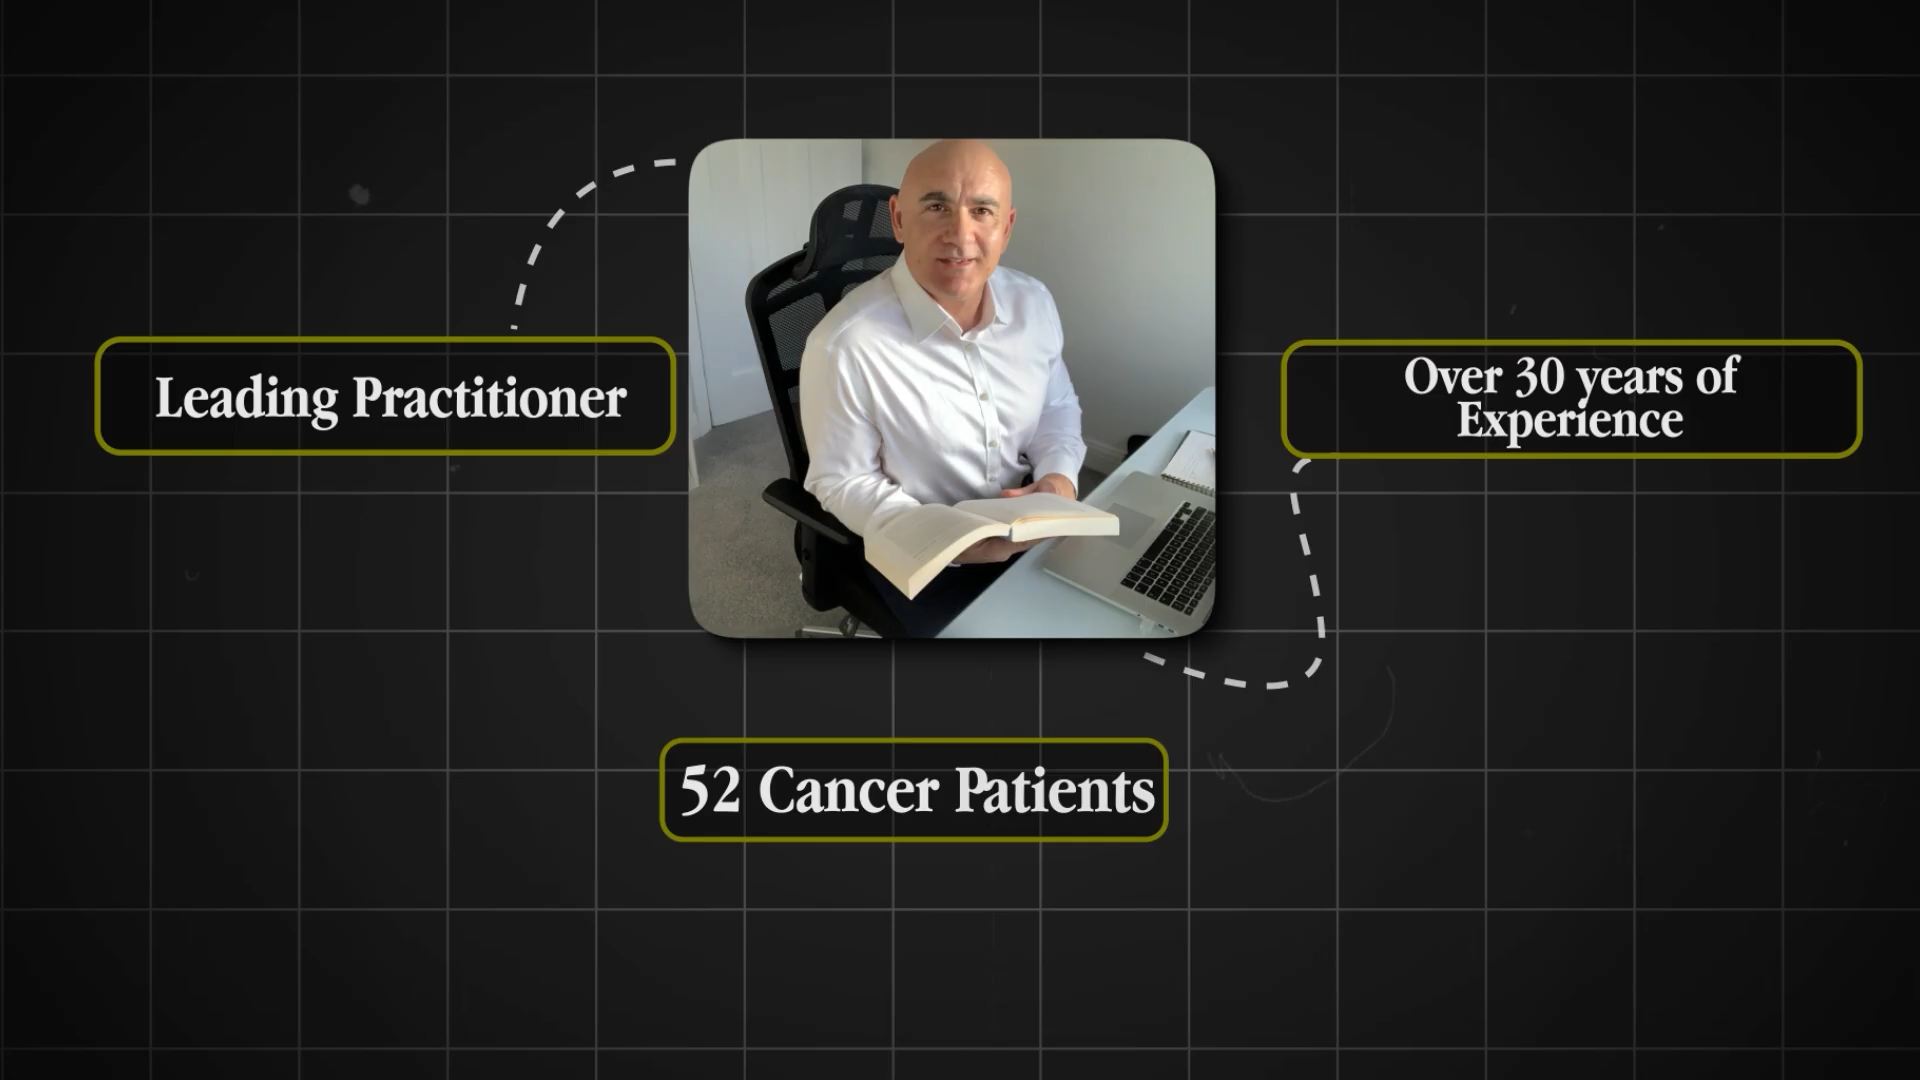 Leading Practitioner
Over 30 years of
Experience
52 Cancer Patients